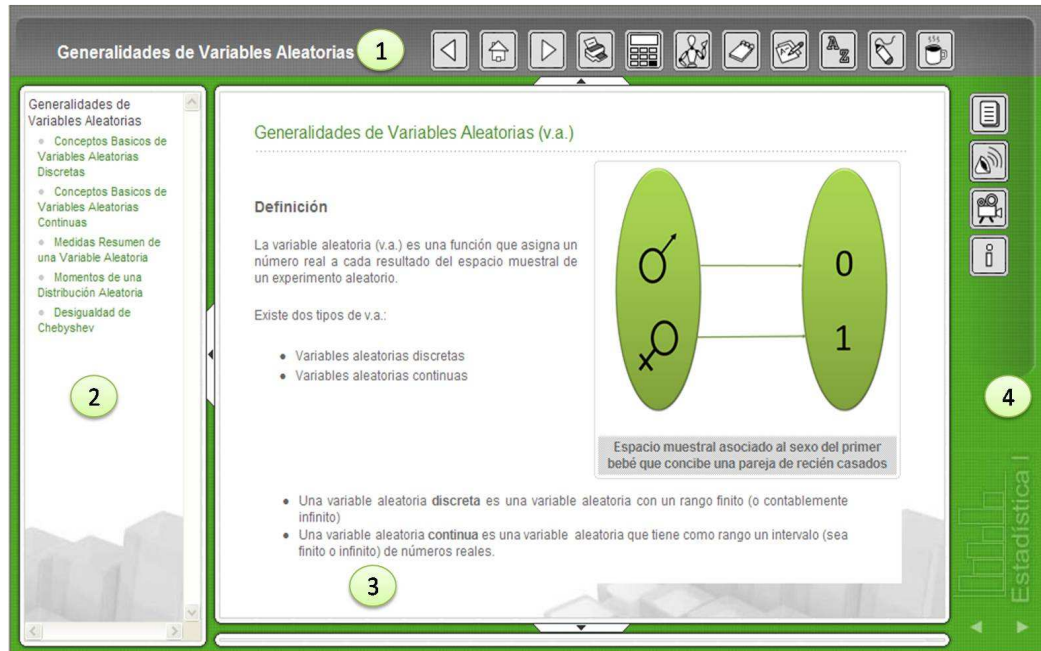 Generalidades de Variables Aleatorias
1
A
Z
Generalidades de
Variables Aleatorias
Conceptos Basicos de
Variables Aleatorias
Discretas
Conceptos Basicos de
Variables Aleatorias
Continuas
Medidas Resumen de
una Variable Aleatoria
Momentos de una
Distribución Aleatoria
Desigualdad de
Chebyshev
2
Generalidades de Variables Aleatorias (v.a.)
Definición
La variable aleatoria (v.a.) es una función que asigna un
número real a cada resultado del espacio muestral de
un experimento aleatorio.
Existe dos tipos de v.a.:
Variables aleatorias discretas
Variables aleatorias continuas
0
1
Espacio muestral asociado al sexo del primer
bebé que concibe una pareja de recién casados
Una variable aleatoria discreta es una variable aleatoria con un rango finito (o contablemente
infinito)
Una variable aleatoria continua es una variable aleatoria que tiene como rango un intervalo (sea
finito o infinito) de números reales.
3
i
4
Estadística I